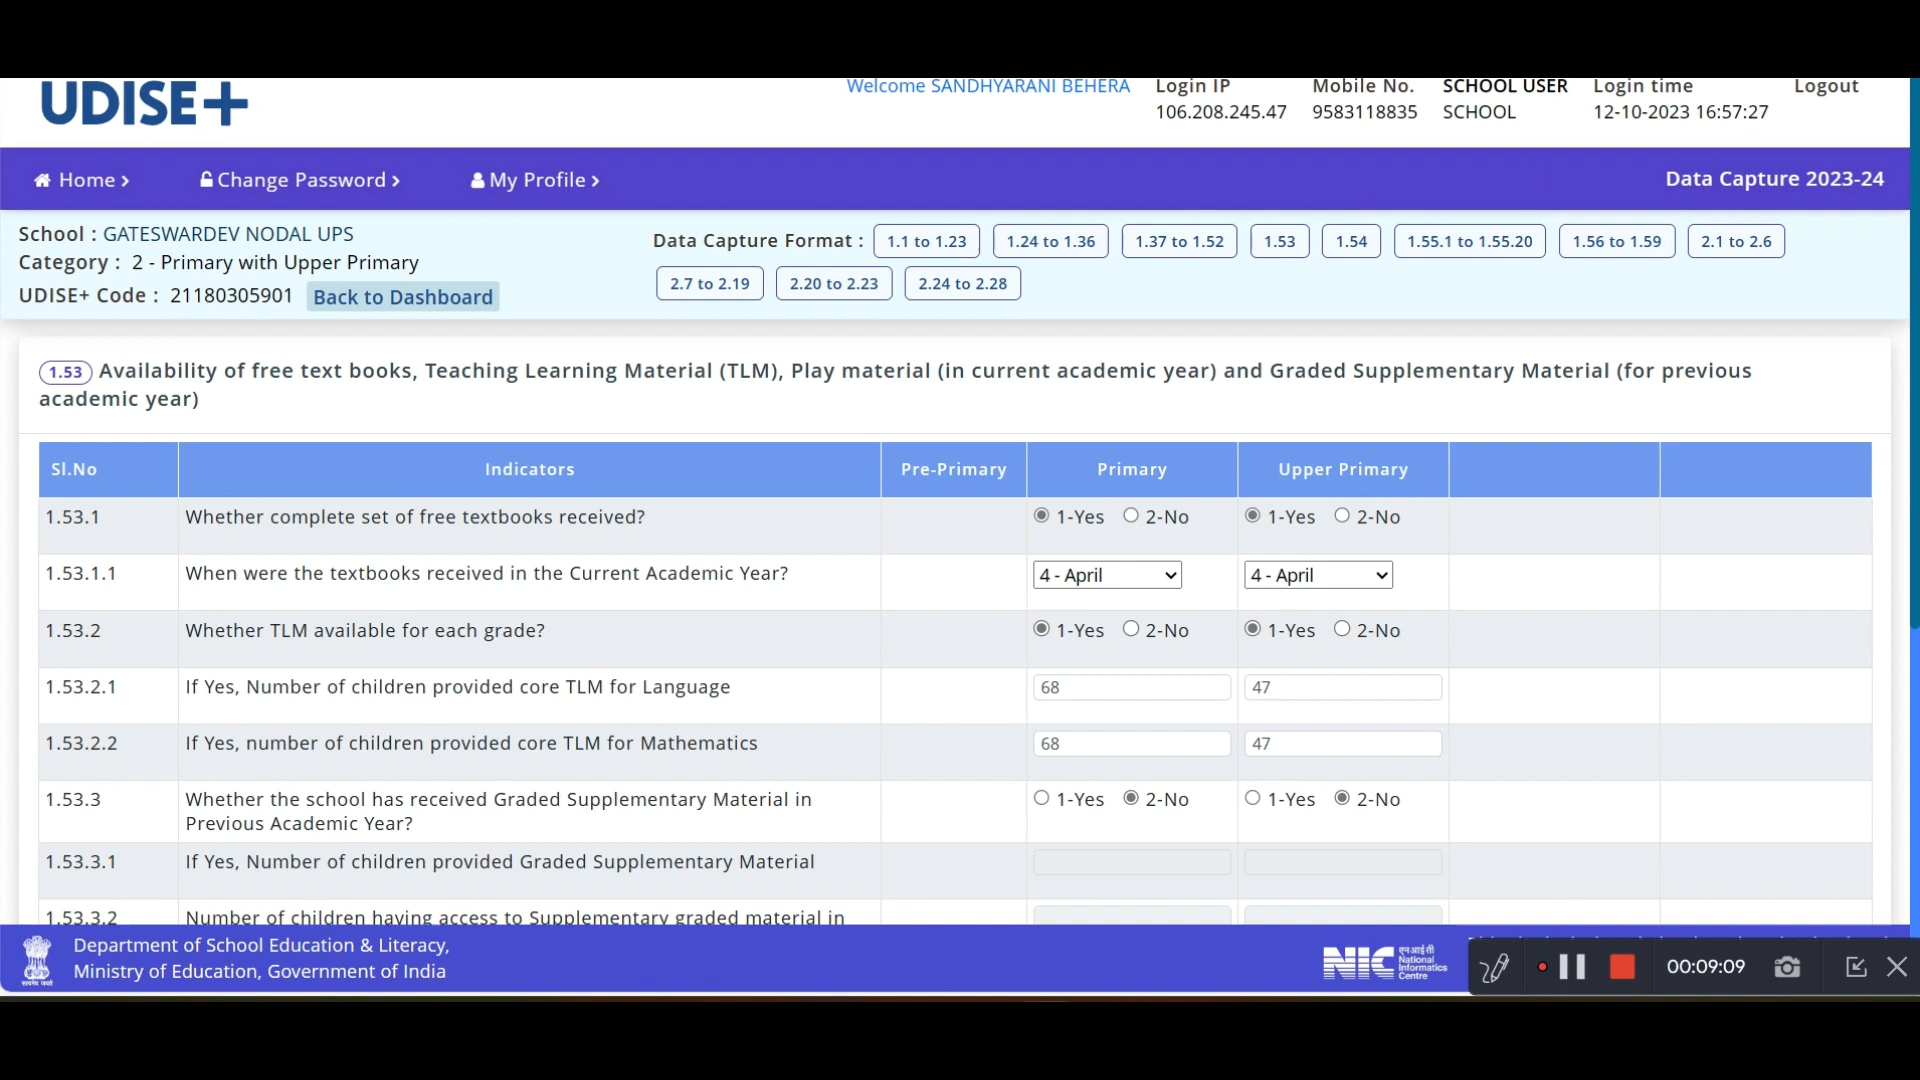 UDISE+
Welcome SANDHYARANI BEHERA
Login IP
106.208.245.47
Mobile No.
9583118835
SCHOOL USER
SCHOOL
Login time
12-10-2023 16:57:27
Logout
Home
Change Password
My Profile
Data Capture 2023-24
School : GATESWARDEV NODAL UPS
Category : 2 - Primary with Upper Primary
UDISE+ Code : 21180305901 Back to Dashboard
Data Capture Format : 1.1 to 1.23 1.24 to 1.36 1.37 to 1.52 1.53 1.54 1.55.1 to 1.55.20 1.56 to 1.59 2.1 to 2.6
2.7 to 2.19 2.20 to 2.23 2.24 to 2.28
1.53 Availability of free text books, Teaching Learning Material (TLM), Play material (in current academic year) and Graded Supplementary Material (for previous
academic year)
Sl.No Indicators Pre-Primary Primary Upper Primary
1.53.1 Whether complete set of free textbooks received? 1-Yes 2-No 1-Yes 2-No
1.53.1.1 When were the textbooks received in the Current Academic Year? 4 - April 4 - April
1.53.2 Whether TLM available for each grade? 1-Yes 2-No 1-Yes 2-No
1.53.2.1 If Yes, Number of children provided core TLM for Language 68 47
1.53.2.2 If Yes, number of children provided core TLM for Mathematics 68 47
1.53.3 Whether the school has received Graded Supplementary Material in
Previous Academic Year? 1-Yes 2-No 1-Yes 2-No
1.53.3.1 If Yes, Number of children provided Graded Supplementary Material
1.53.3.2 Number of children having access to Supplementary graded material in
सत्यमेव जयते
Department of School Education & Literacy,
Ministry of Education, Government of India
NIC
एन आई सी
National
Informatics
Centre
00:09:09